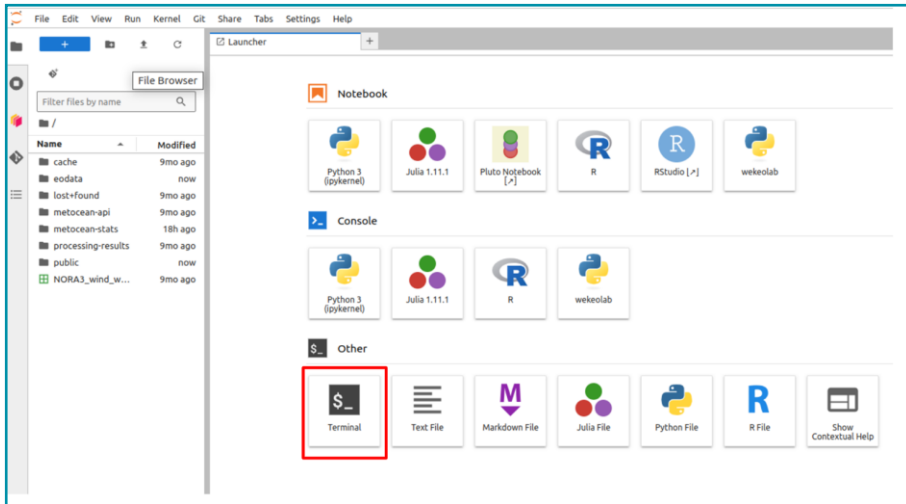 File Edit View Run Kernel Git Share Tabs Settings Help
Launcher
File Browser
Filter files by name
/
Name Modified
cache 9mo ago
eodata now
lost+found 9mo ago
metocean-api 9mo ago
metocean-stats 18h ago
processing-results 9mo ago
public now
NORA3_wind_w... 9mo ago
Notebook
Python 3
(ipykernel)
Julia 1.11.1
Pluto Notebook
[↗]
R
RStudio [↗]
wekeolab
Console
Python 3
(ipykernel)
Julia 1.11.1
R
wekeolab
$_ Other
$_
Terminal
Text File
M
Markdown File
Julia File
Python File
R
R File
Show
Contextual Help